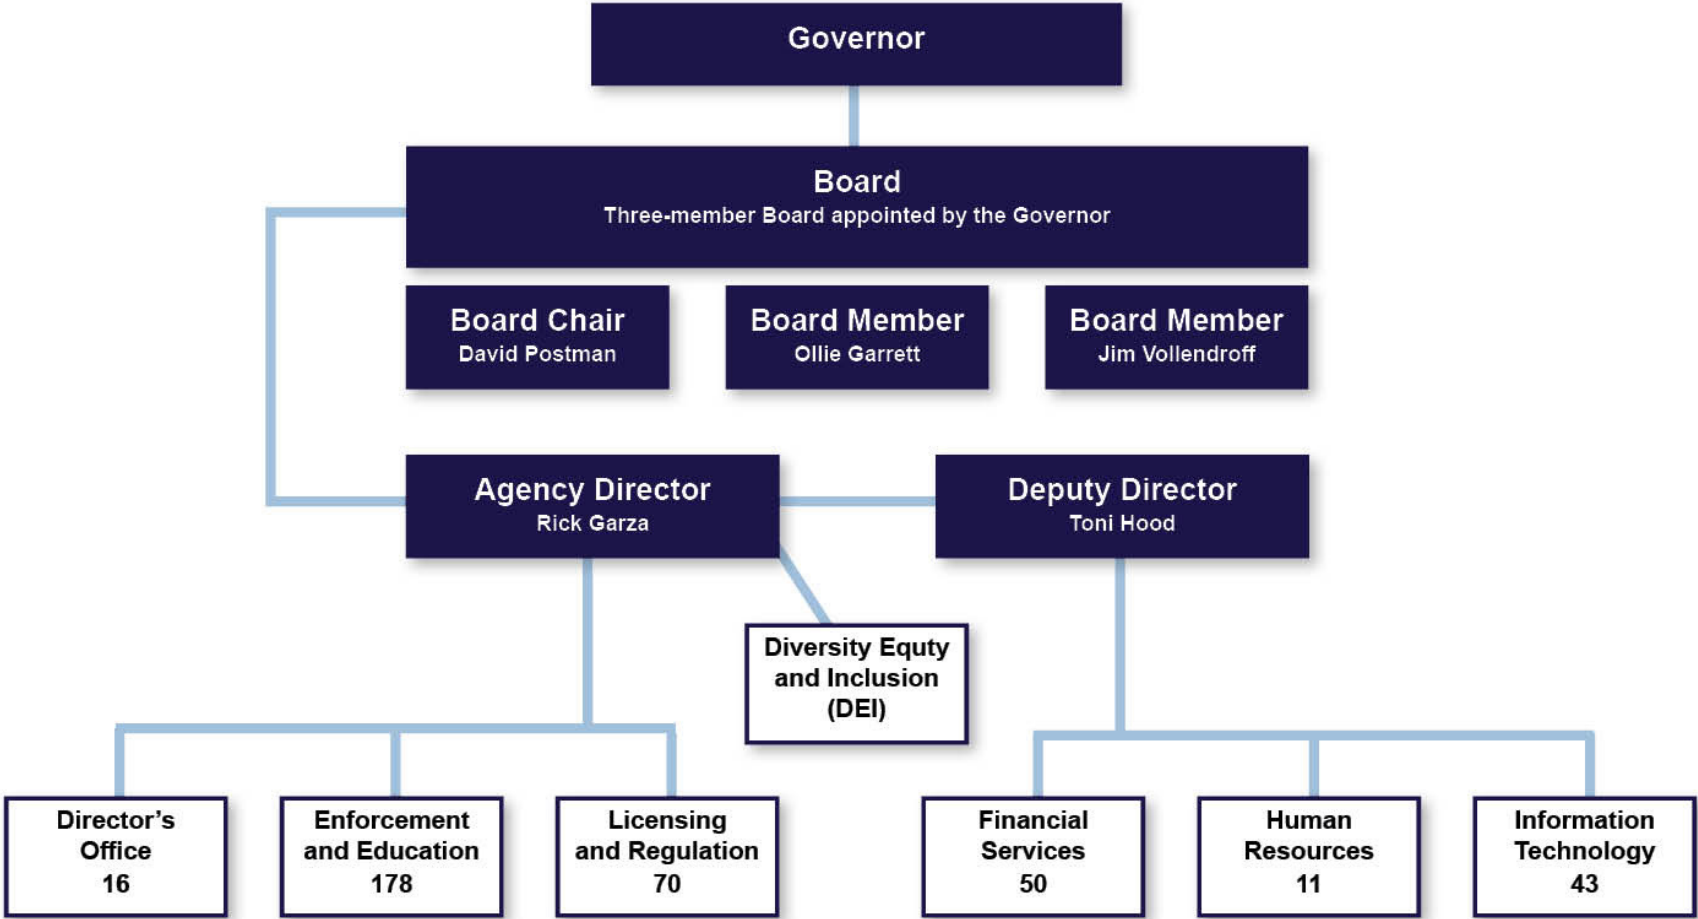 Governor
Board
Three-member Board appointed by the Governor
Board Chair
David Postman
Board Member
Ollie Garrett
Board Member
Jim Vollendroff
Agency Director
Rick Garza
Deputy Director
Toni Hood
Diversity Equty
and Inclusion
(DEI)
Director’s
Office
16
Enforcement
and Education
178
Licensing
and Regulation
70
Financial
Services
50
Human
Resources
11
Information
Technology
43